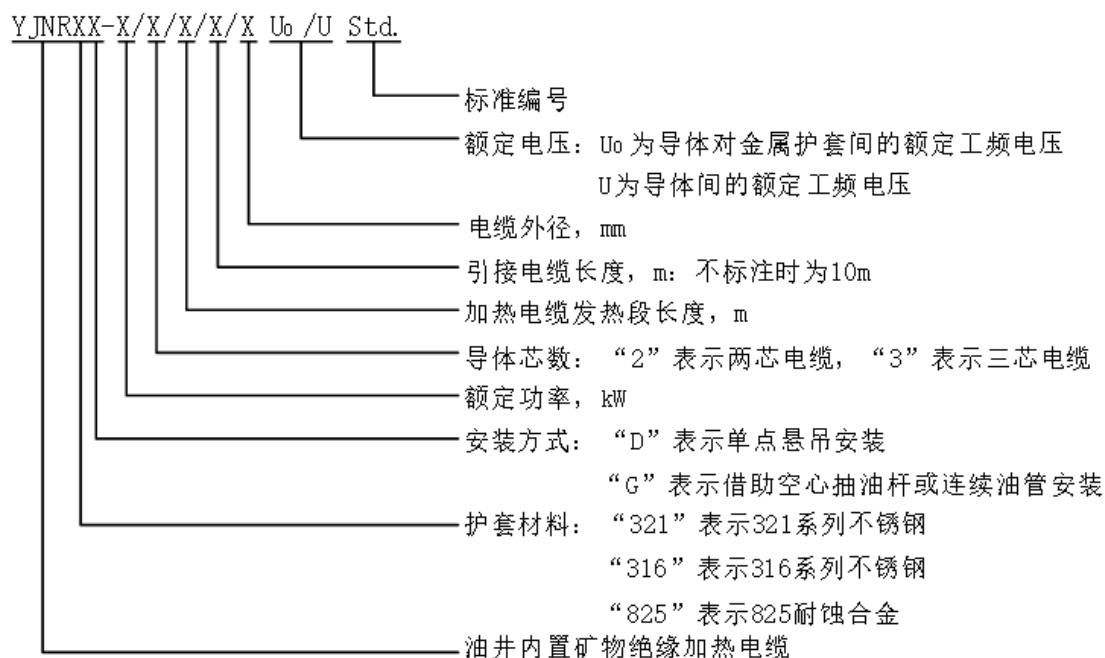 YJNRXX-X/X/X/X/X U₀/U Std.
标准编号
额定电压：U₀为导体对金属护套间的额定工频电压
U为导体间的额定工频电压
电缆外径，mm
引接电缆长度，m：不标注时为10m
加热电缆发热段长度，m
导体芯数：“2”表示两芯电缆，“3”表示三芯电缆
额定功率，kW
安装方式：“D”表示单点悬吊安装
“G”表示借助空心抽油杆或连续油管安装
护套材料：“321”表示321系列不锈钢
“316”表示316系列不锈钢
“825”表示825耐蚀合金
油井内置矿物绝缘加热电缆